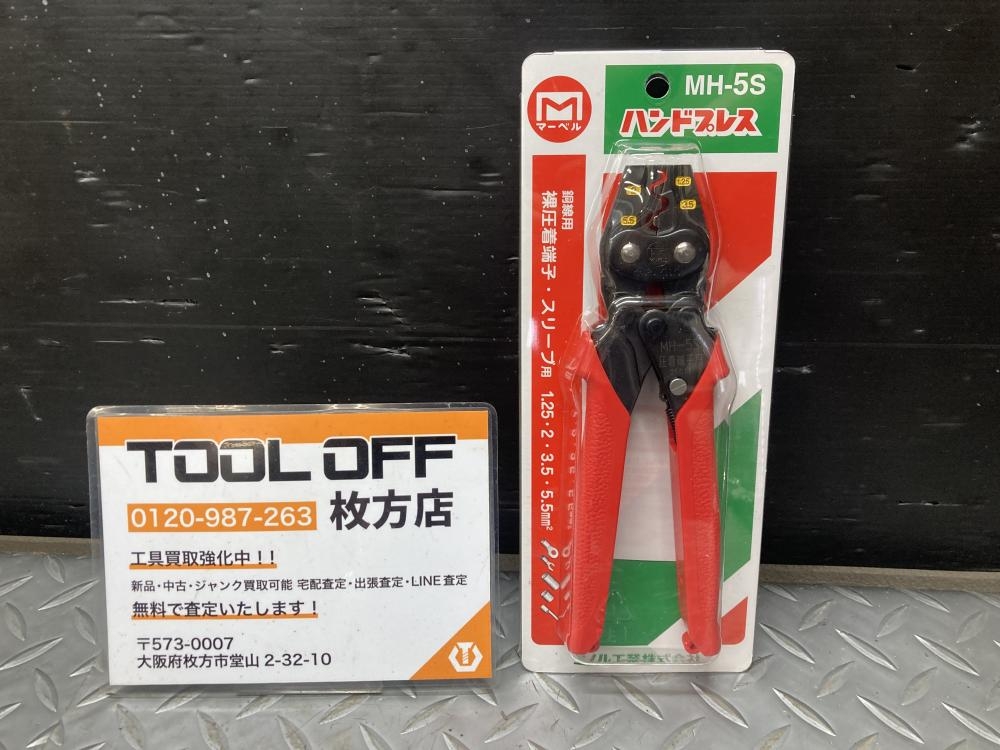 TOOL OFF
0120-987-263 枚方店
工具買取強化中！！
新品・中古・ジャンク買取可能 宅配査定・出張査定・LINE査定
無料で査定いたします！
〒573-0007
大阪府枚方市堂山 2-32-10
M
マーベル
MH-5S
ハンドプレス
銅線用
裸圧着端子・スリーブ用 1.25・2・3.5・5.5mm²
1.25
3.5
5.5
MH-5